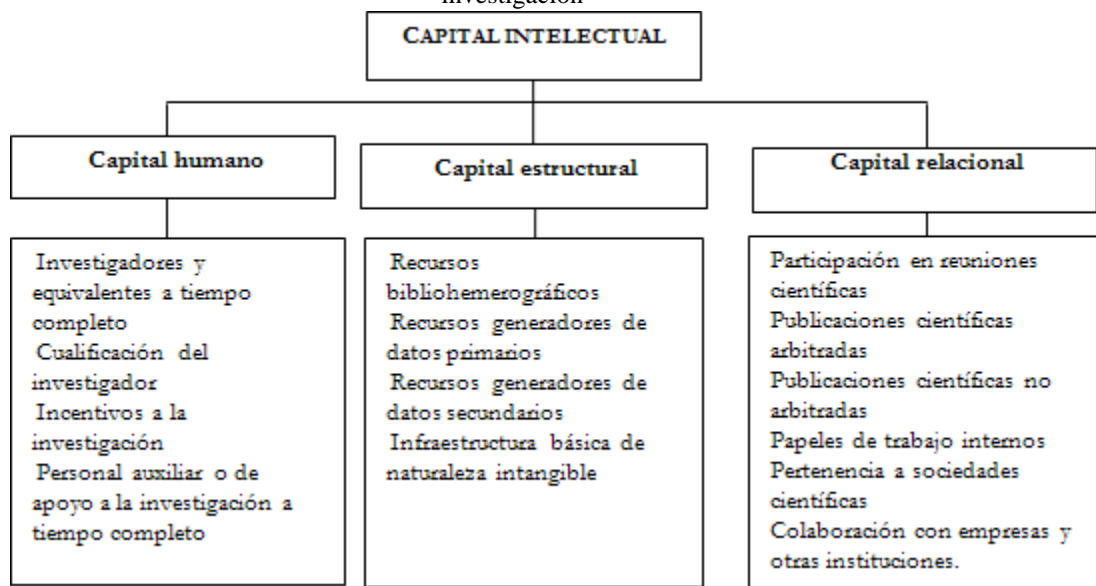 investigación
CAPITAL INTELECTUAL
Capital humano
Capital estructural
Capital relacional
Investigadores y
equivalentes a tiempo
completo
Cualificación del
investigador
Incentivos a la
investigación
Personal auxiliar o de
apoyo a la investigación a
tiempo completo
Recursos
bibliohemerográficos
Recursos generadores de
datos primarios
Recursos generadores de
datos secundarios
Infraestructura básica de
naturaleza intangible
Participación en reuniones
científicas
Publicaciones científicas
arbitradas
Publicaciones científicas no
arbitradas
Papeles de trabajo internos
Pertenencia a sociedades
científicas
Colaboración con empresas y
otras instituciones.